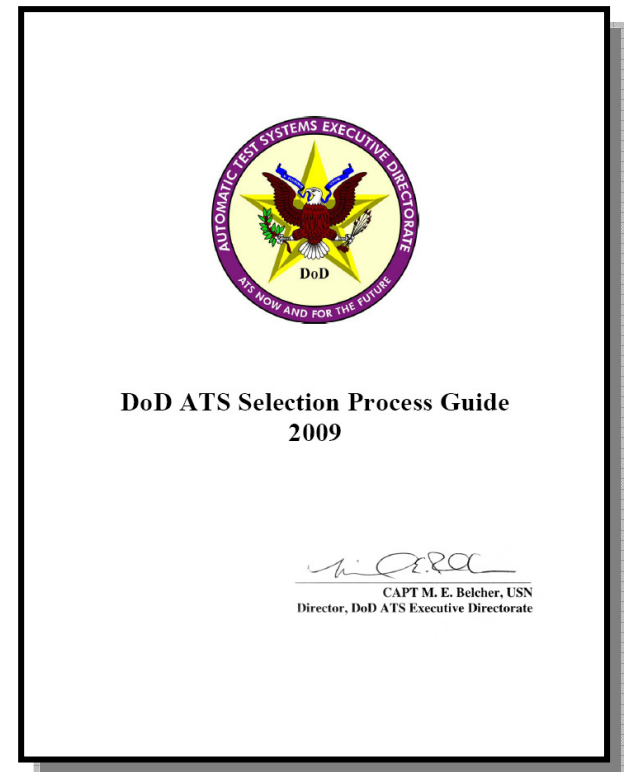 AUTOMATIC TEST SYSTEMS EXECUTIVE DIRECTORATE
DoD
ATS NOW AND FOR THE FUTURE
DoD ATS Selection Process Guide
2009
CAPT M. E. Belcher, USN
Director, DoD ATS Executive Directorate